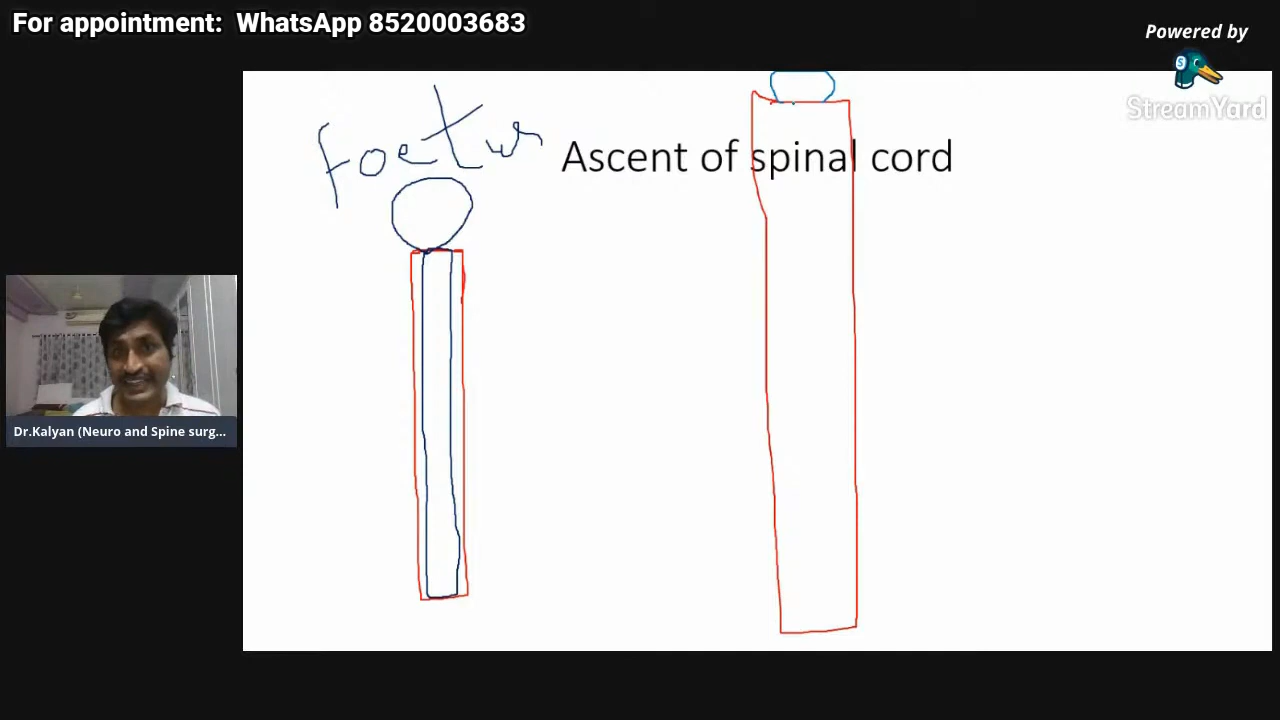 For appointment: WhatsApp 8520003683
Powered by
StreamYard
Foetus
Ascent of spinal cord
Dr.Kalyan (Neuro and Spine surg...